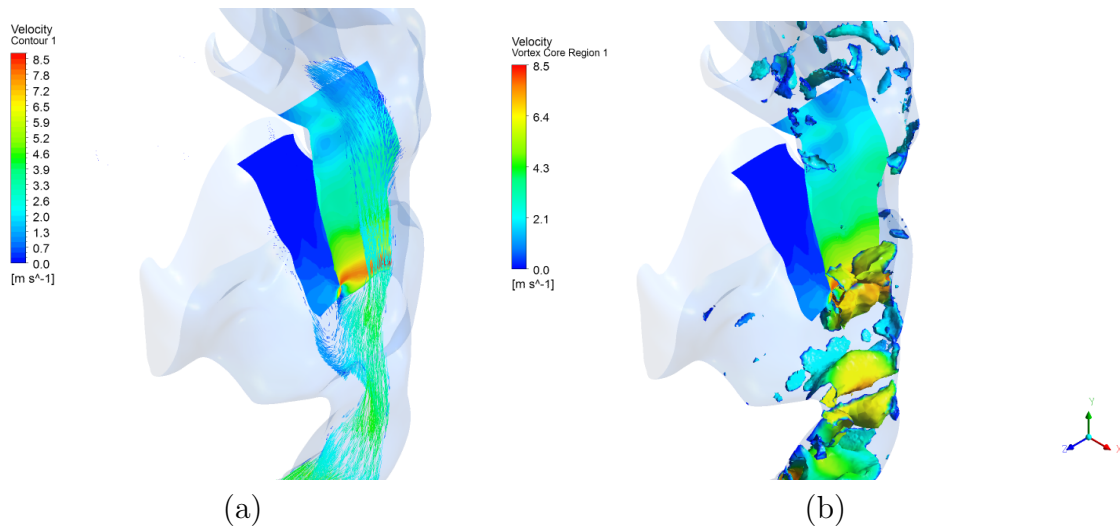 Velocity
Contour 1
8.5
7.8
7.2
6.5
5.9
5.2
4.6
3.9
3.3
2.6
2.0
1.3
0.7
0.0
[m s^-1]
Velocity
Vortex Core Region 1
8.5
6.4
4.3
2.1
0.0
[m s^-1]
Y
Z
X
(a)
(b)